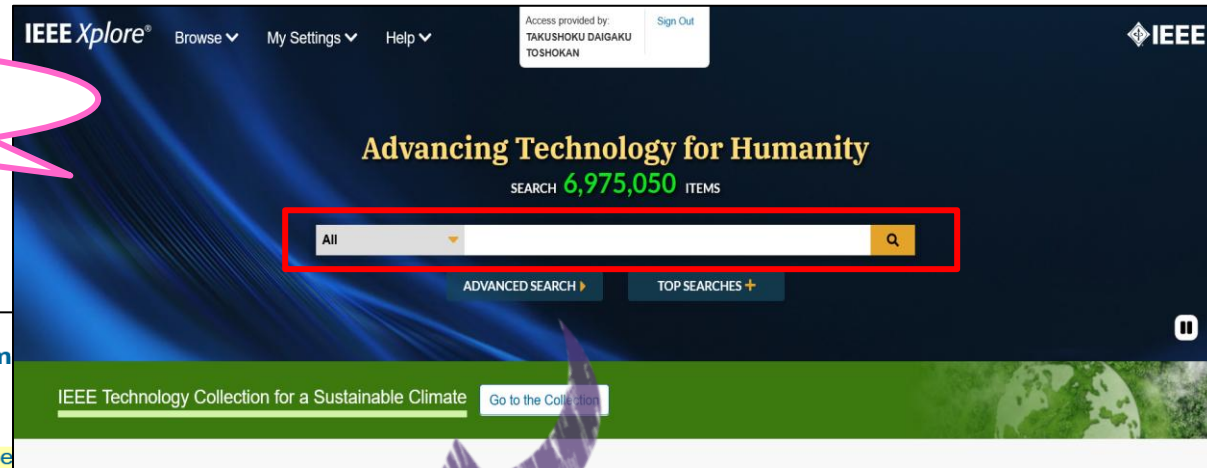 IEEE Xplore® Browse My Settings Help
Access provided by:
TAKUSHOKU DAIGAKU
TOSHOKAN
Sign Out
IEEE
Advancing Technology for Humanity
SEARCH 6,975,050 ITEMS
All
ADVANCED SEARCH TOP SEARCHES +
IEEE Technology Collection for a Sustainable Climate Go to the Collection